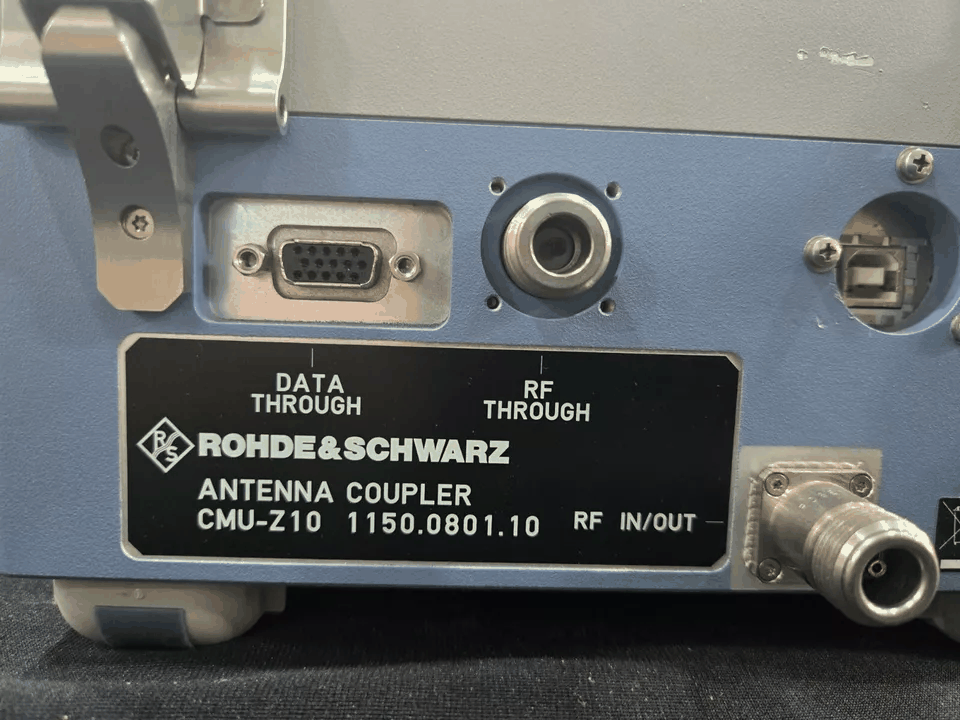 DATA
THROUGH
RF
THROUGH
R S
ROHDE&SCHWARZ
ANTENNA COUPLER
CMU-Z10 1150.0801.10
RF IN/OUT